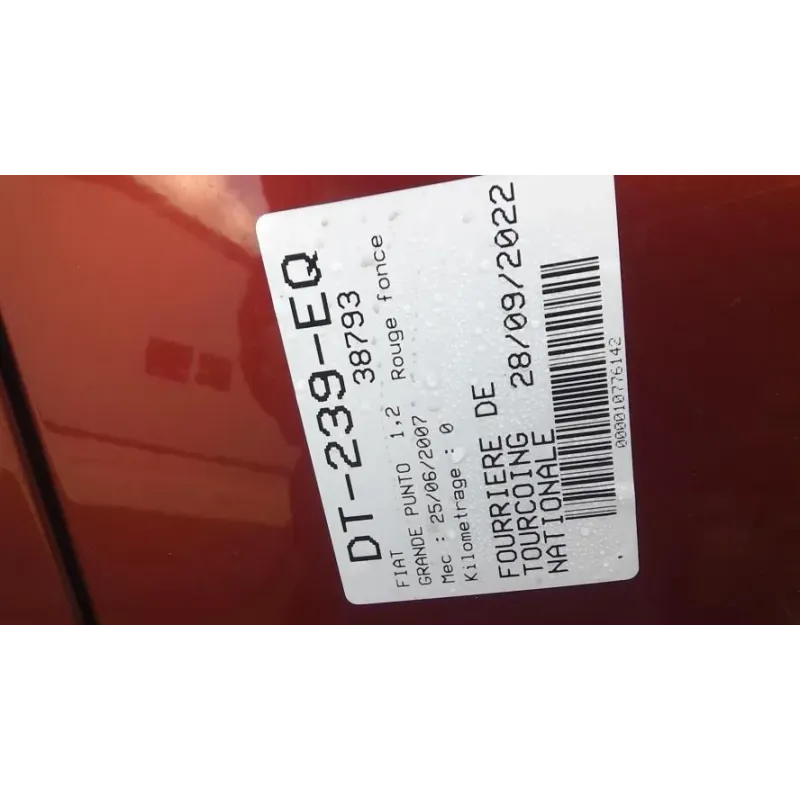 DT-239-EQ
38793
FIAT
GRANDE PUNTO 1,2 Rouge fonce
Mec : 25/06/2007
Kilometrage : 0
FOURRIERE DE
TOURCOING 28/09/2022
NATIONALE
000010776142